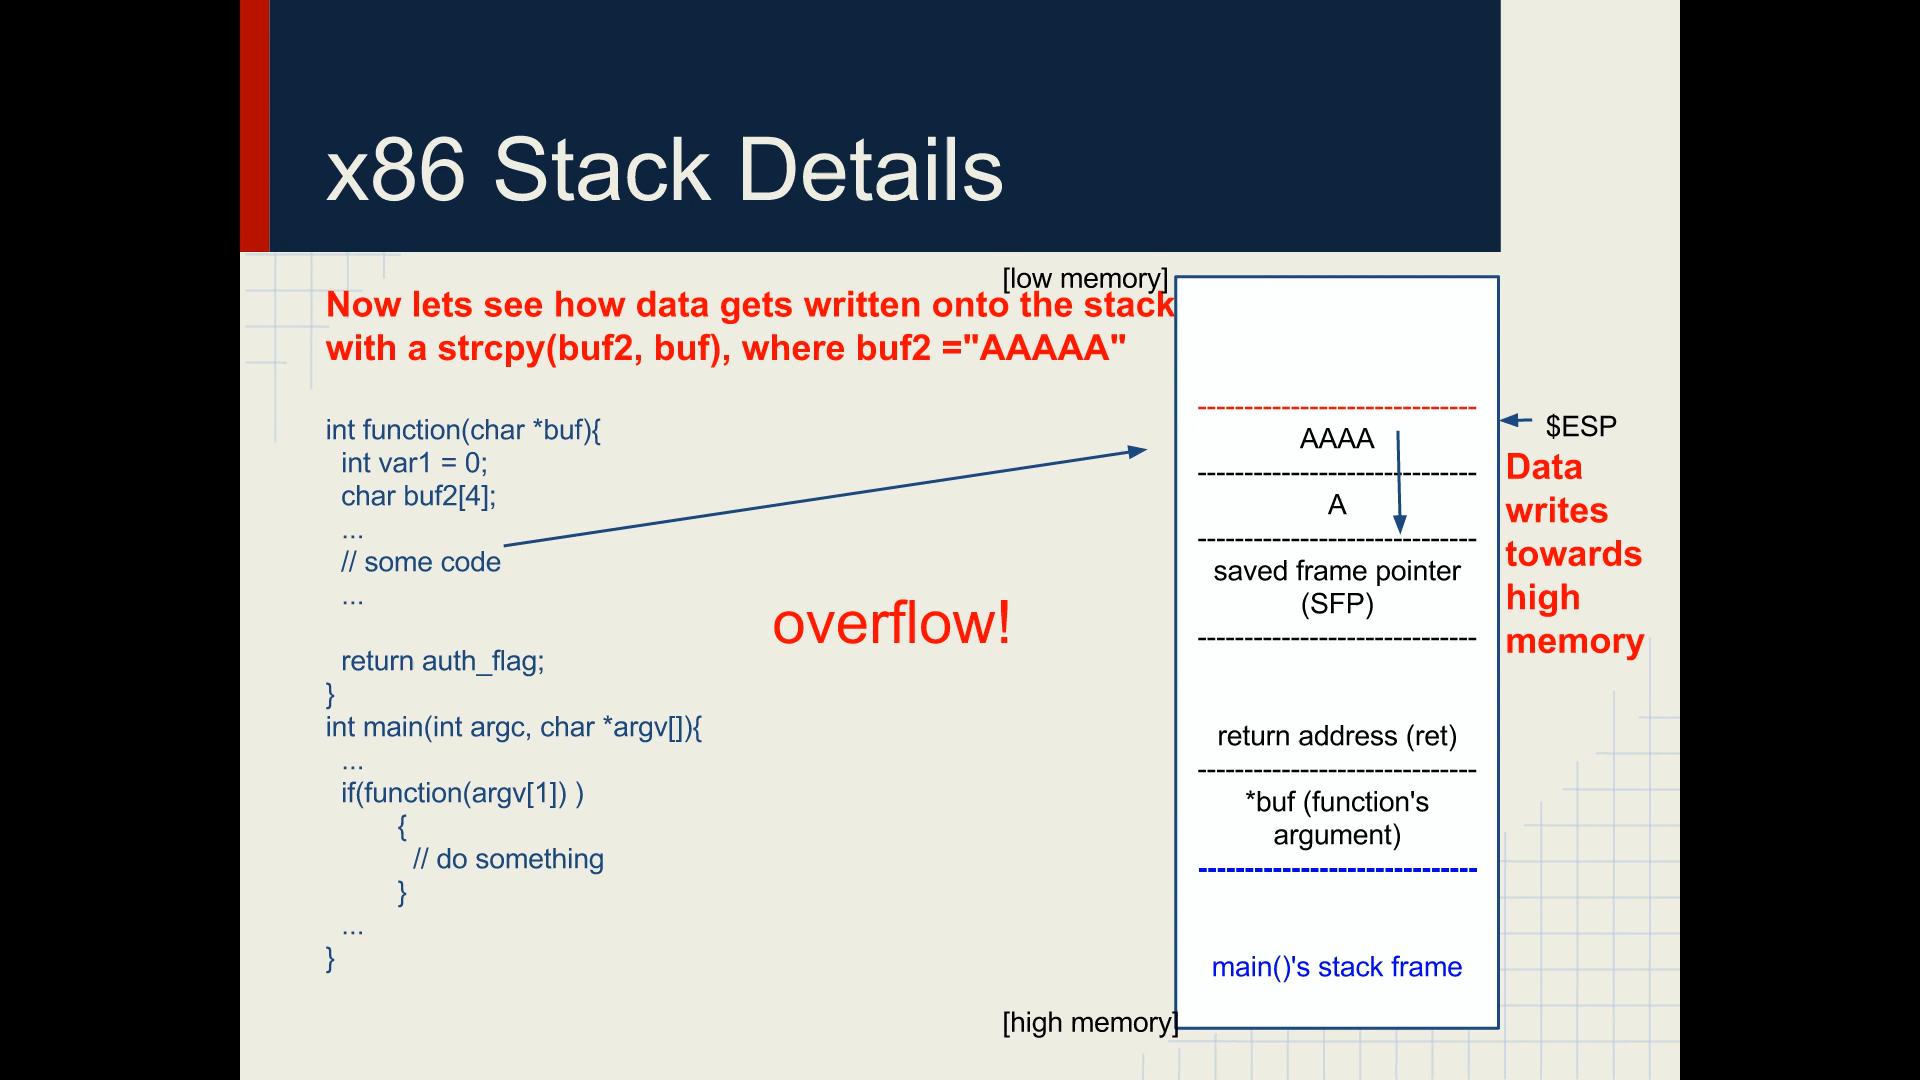 x86 Stack Details
[low memory]
Now lets see how data gets written onto the stack
with a strcpy(buf2, buf), where buf2 ="AAAAA"
int function(char *buf){
int var1 = 0;
char buf2[4];
...
// some code
...
return auth_flag;
}
int main(int argc, char *argv[]){
...
if(function(argv[1]) )
{
// do something
}
...
}
overflow!
------------------------------
AAAA
------------------------------
A
------------------------------
saved frame pointer
(SFP)
------------------------------
return address (ret)
------------------------------
*buf (function's
argument)
------------------------------
main()'s stack frame
[high memory]
$ESP
Data
writes
towards
high
memory